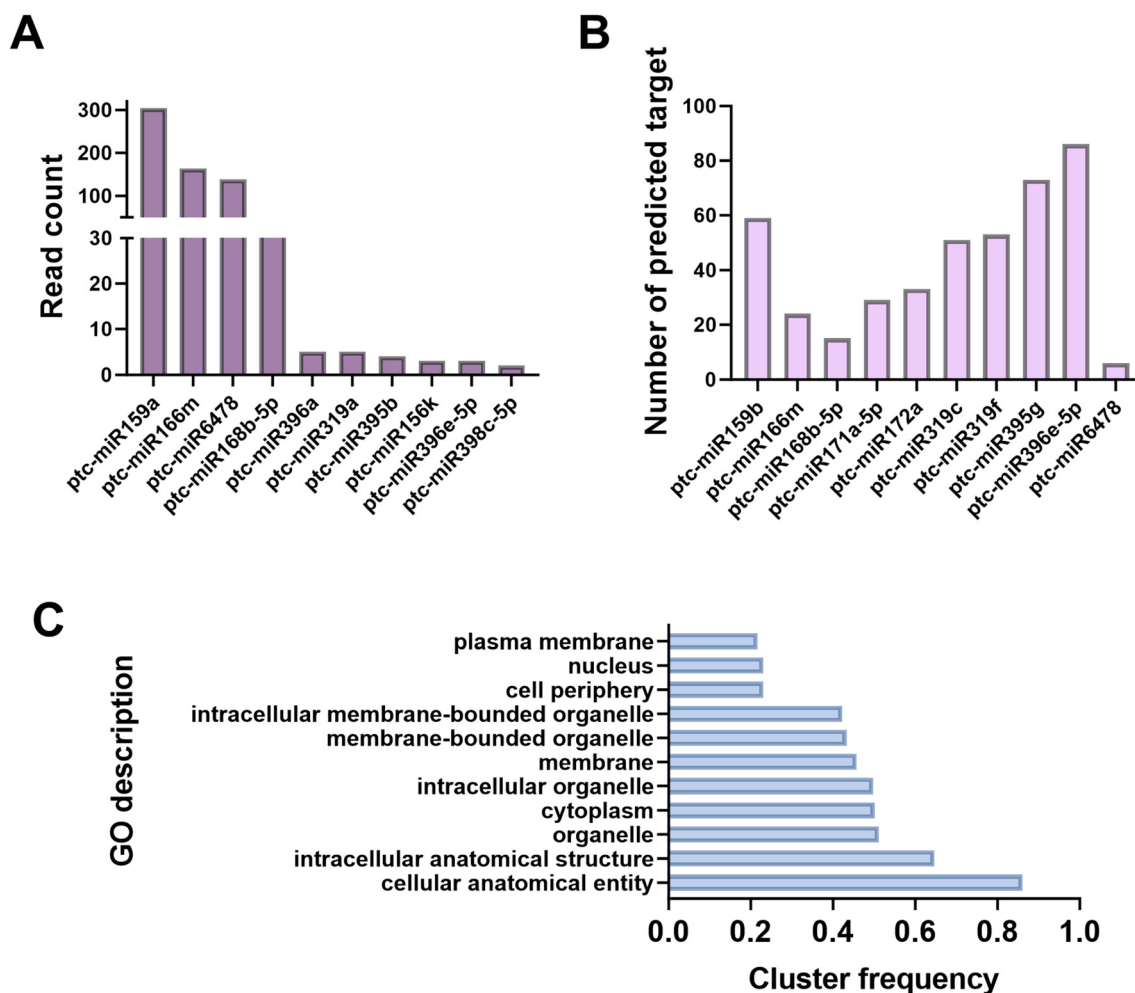 A
Read count
300
200
100
30
20
10
0
ptc-miR159a
ptc-miR166m
ptc-miR6478
ptc-miR168b-5p
ptc-miR396a
ptc-miR319a
ptc-miR395b
ptc-miR156k
ptc-miR396e-5p
ptc-miR398c-5p
B
Number of predicted target
100
80
60
40
20
0
ptc-miR159b
ptc-miR166m
ptc-miR168b-5p
ptc-miR171a-5p
ptc-miR172a
ptc-miR319c
ptc-miR319f
ptc-miR395g
ptc-miR396e-5p
ptc-miR6478
C
GO description
plasma membrane
nucleus
cell periphery
intracellular membrane-bounded organelle
membrane-bounded organelle
membrane
intracellular organelle
cytoplasm
organelle
intracellular anatomical structure
cellular anatomical entity
0.0 0.2 0.4 0.6 0.8 1.0
Cluster frequency